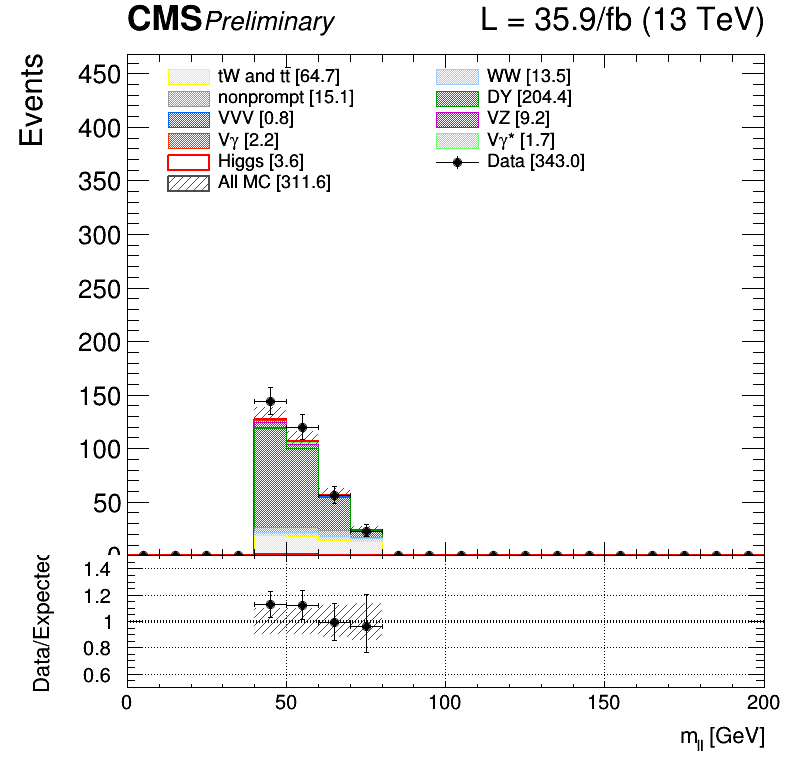 CMS Preliminary L = 35.9/fb (13 TeV)
Events
450
400
350
300
250
200
150
100
50
0
tW and tt̄ [64.7]
nonprompt [15.1]
VVV [0.8]
Vγ [2.2]
Higgs [3.6]
All MC [311.6]
WW [13.5]
DY [204.4]
VZ [9.2]
Vγ* [1.7]
Data [343.0]
Data/Expected
1.4
1.2
1
0.8
0.6
0 50 100 150 200
m_ll [GeV]